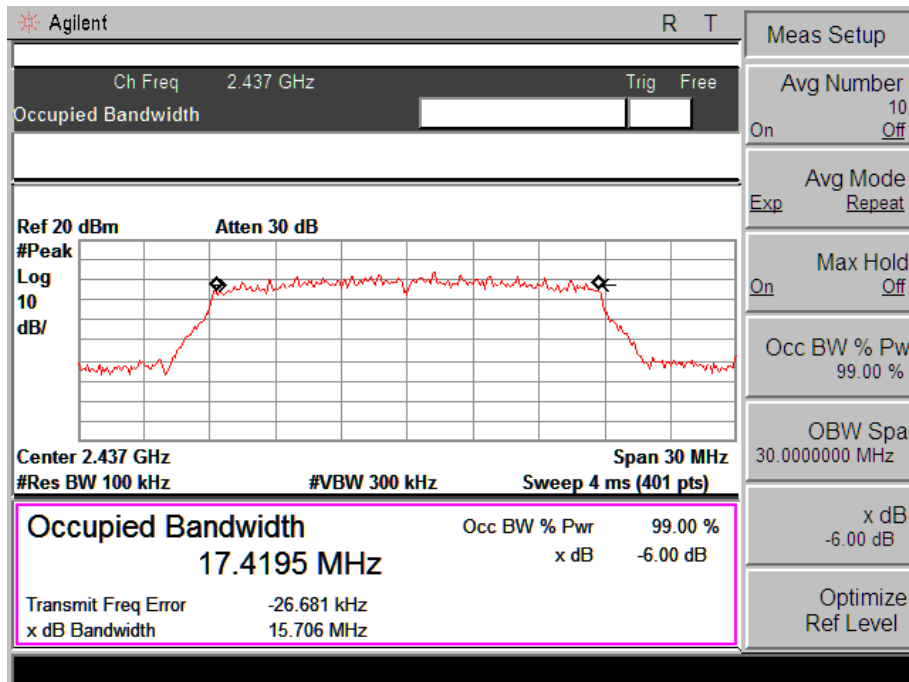 Agilent R T
Ch Freq 2.437 GHz Trig Free
Occupied Bandwidth
Ref 20 dBm Atten 30 dB
#Peak
Log
10
dB/
Center 2.437 GHz Span 30 MHz
#Res BW 100 kHz #VBW 300 kHz Sweep 4 ms (401 pts)
Occupied Bandwidth Occ BW % Pwr 99.00 %
17.4195 MHz x dB -6.00 dB
Transmit Freq Error -26.681 kHz
x dB Bandwidth 15.706 MHz
Meas Setup
Avg Number
10
On Off
Avg Mode
Exp Repeat
Max Hold
On Off
Occ BW % Pw
99.00 %
OBW Spa
30.0000000 MHz
x dB
-6.00 dB
Optimize
Ref Level